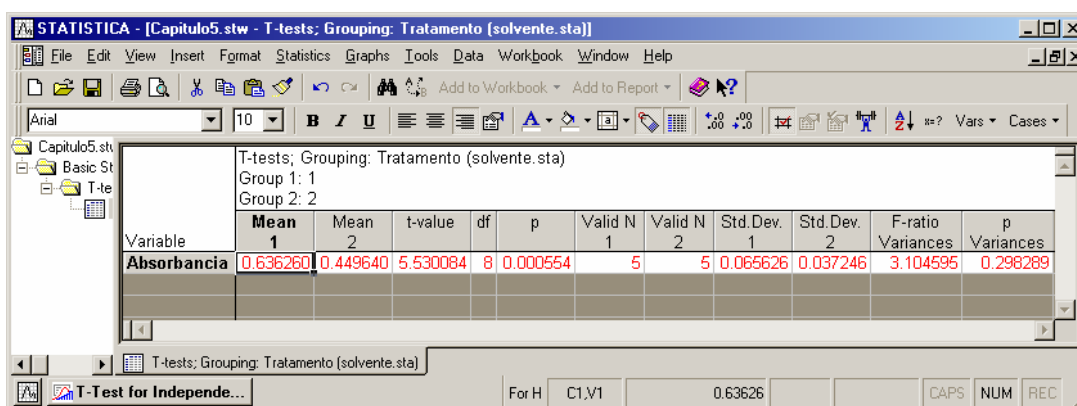 STATISTICA - [Capitulo5.stw - T-tests; Grouping: Tratamento (solvente.sta)]
File Edit View Insert Format Statistics Graphs Tools Data Workbook Window Help
Add to Workbook Add to Report
Arial 10 B I U Vars Cases
Capitulo5.stw
Basic St
T-te
T-tests; Grouping: Tratamento (solvente.sta)
Group 1: 1
Group 2: 2
Mean Mean t-value df p Valid N Valid N Std.Dev. Std.Dev. F-ratio p
Variable 1 2 1 2 1 2 Variances Variances
Absorbancia 0.636260 0.449640 5.530084 8 0.000554 5 5 0.065626 0.037246 3.104595 0.298289
T-tests; Grouping: Tratamento (solvente.sta)
T-Test for Independe... For H C1,V1 0.63626 CAPS NUM REC